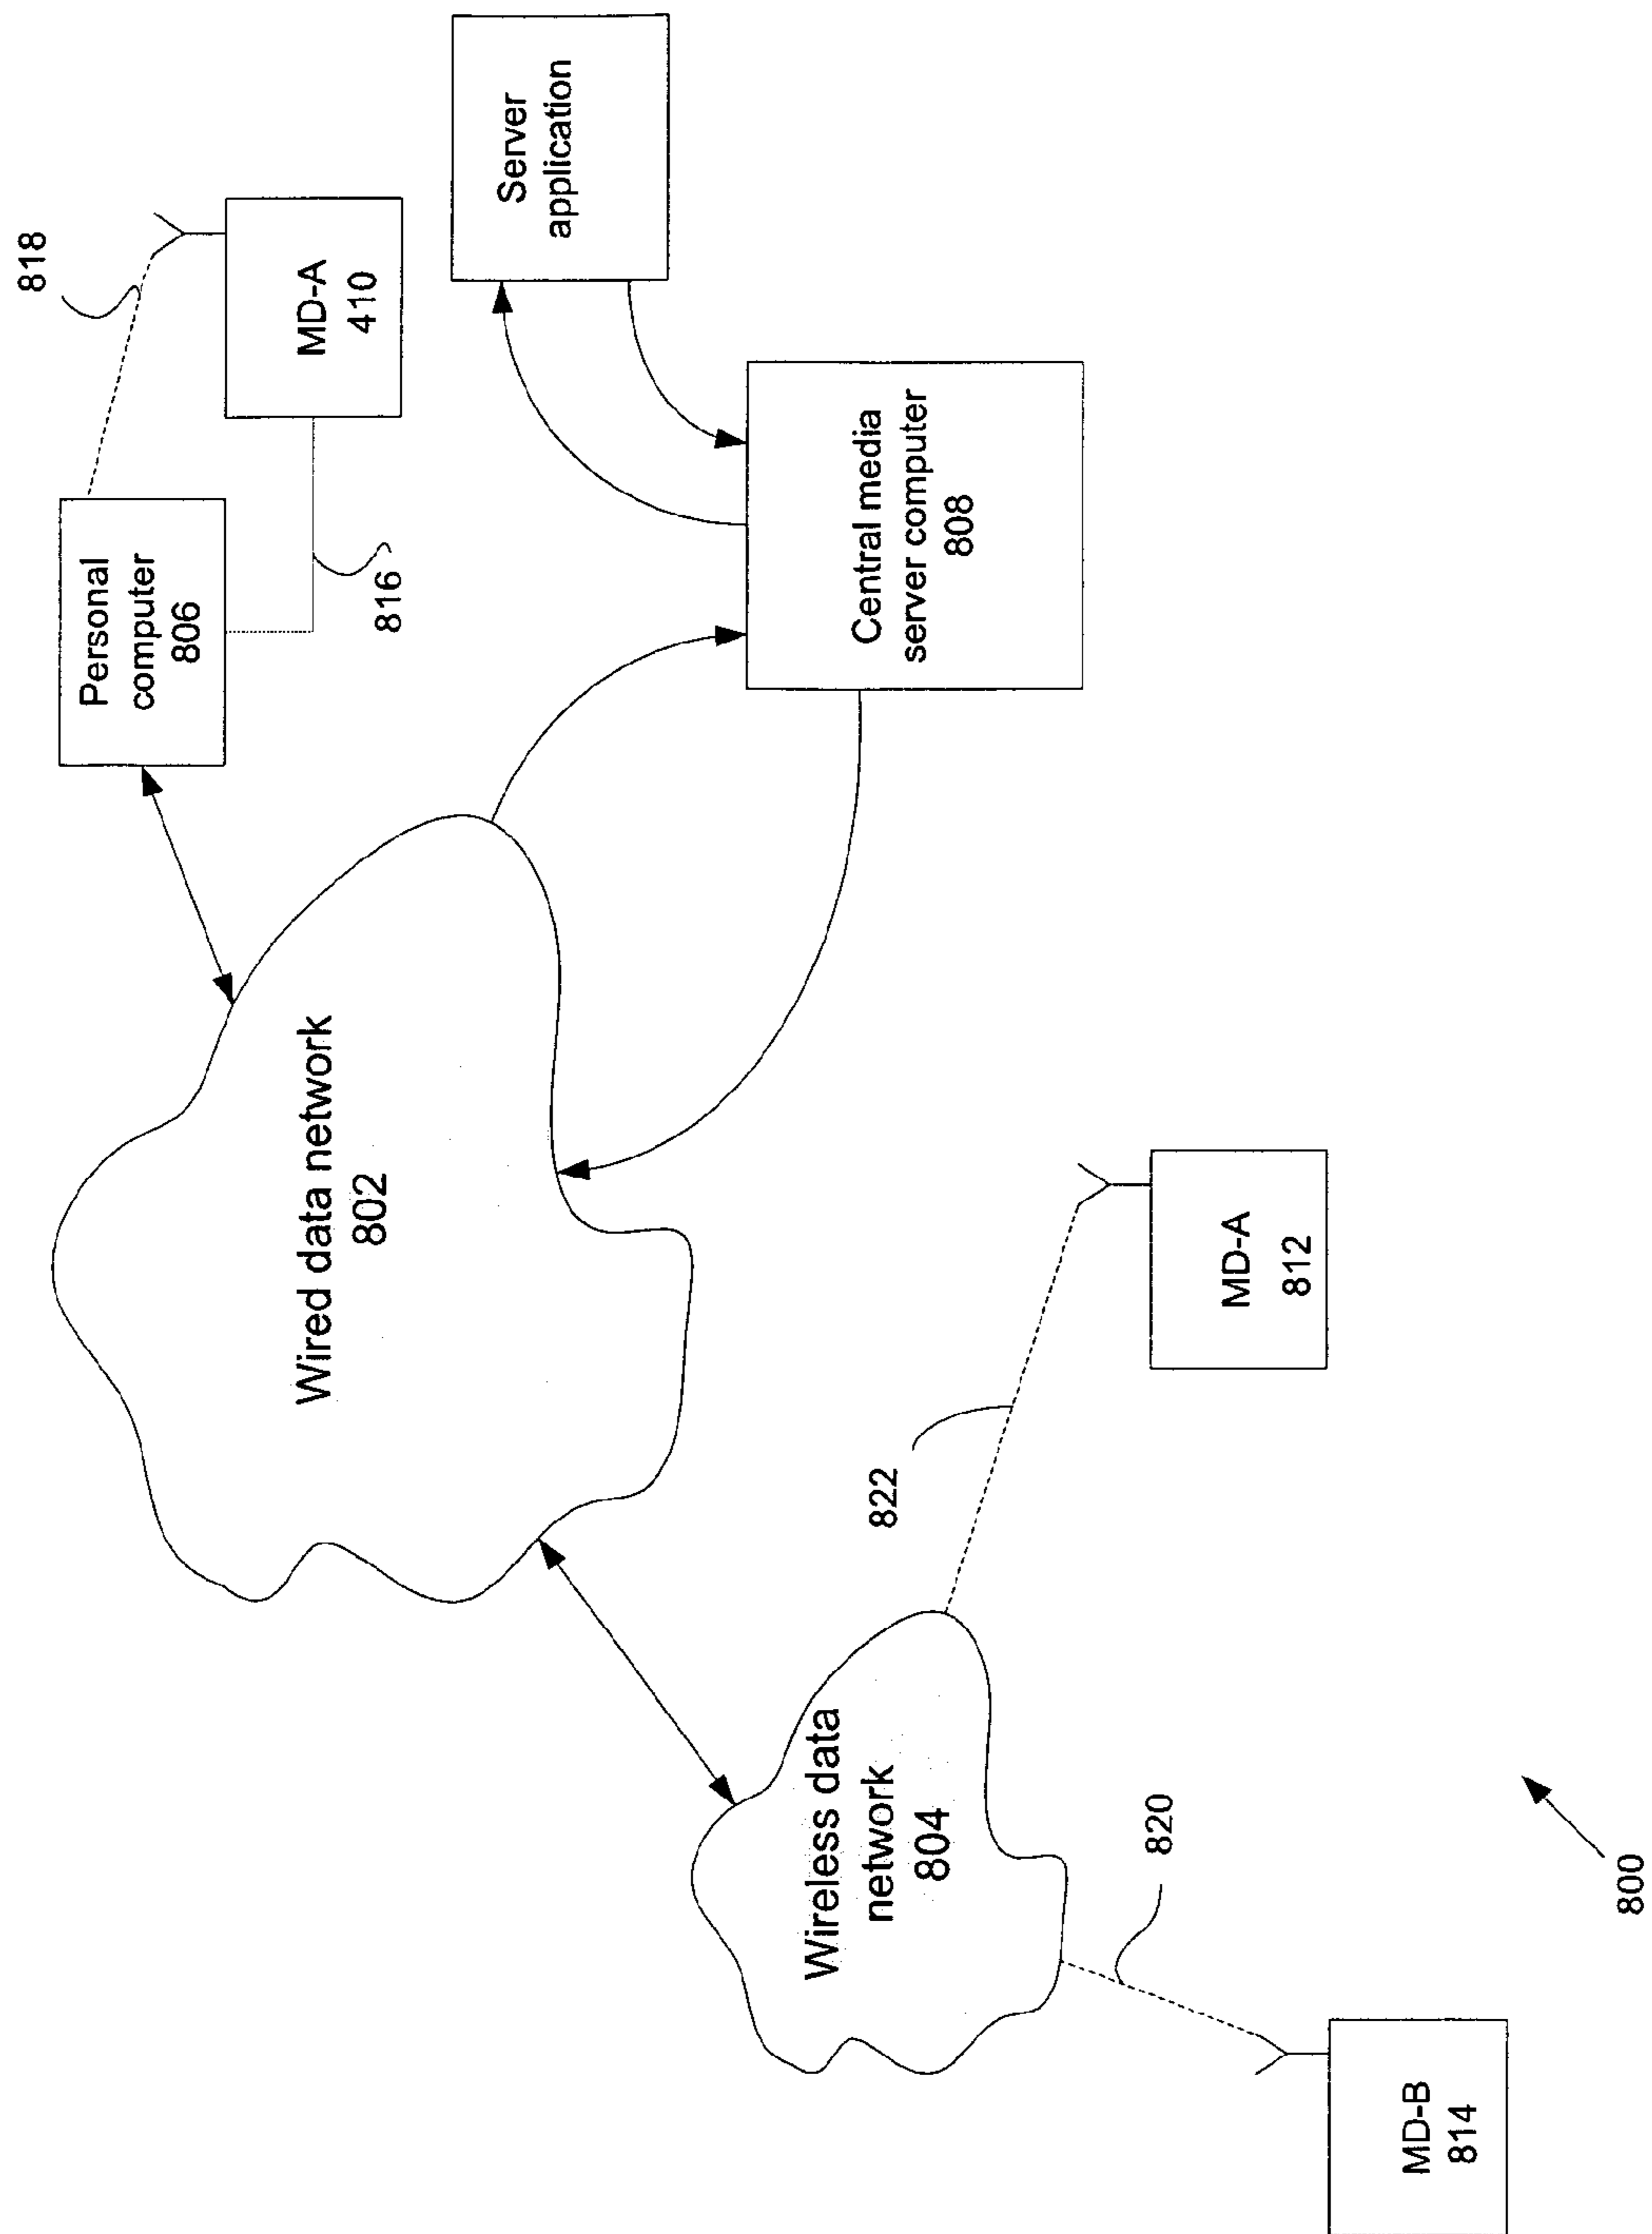 818
Personal
computer
806
MD-A
410
816
Server
application
Wired data network
802
Central media
server computer
808
822
MD-A
812
Wireless data
network
804
820
MD-B
814
800